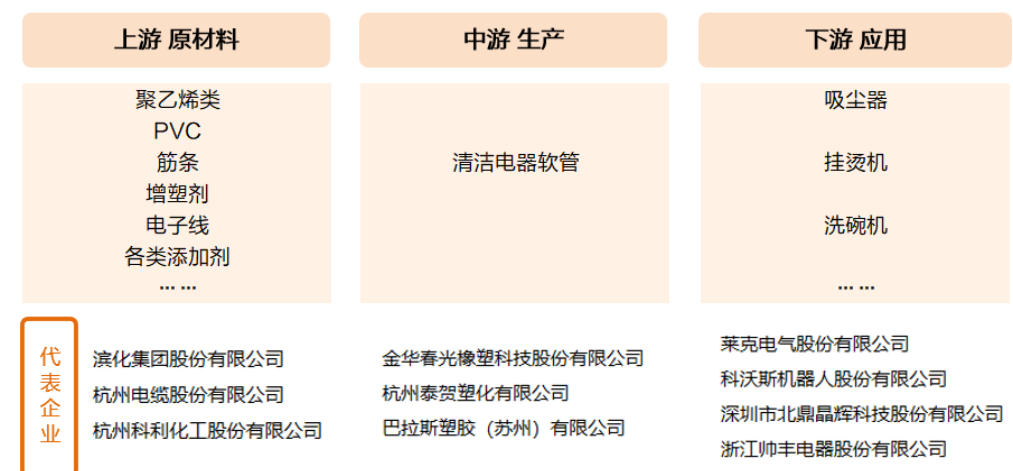 上游 原材料
聚乙烯类
PVC
筋条
增塑剂
电子线
各类添加剂
... ...
中游 生产
清洁电器软管
下游 应用
吸尘器
挂烫机
洗碗机
... ...
代表企业
滨化集团股份有限公司
杭州电缆股份有限公司
杭州科利化工股份有限公司
金华春光橡塑科技股份有限公司
杭州泰贺塑化有限公司
巴拉斯塑胶（苏州）有限公司
莱克电气股份有限公司
科沃斯机器人股份有限公司
深圳市北鼎晶辉科技股份有限公司
浙江帅丰电器股份有限公司